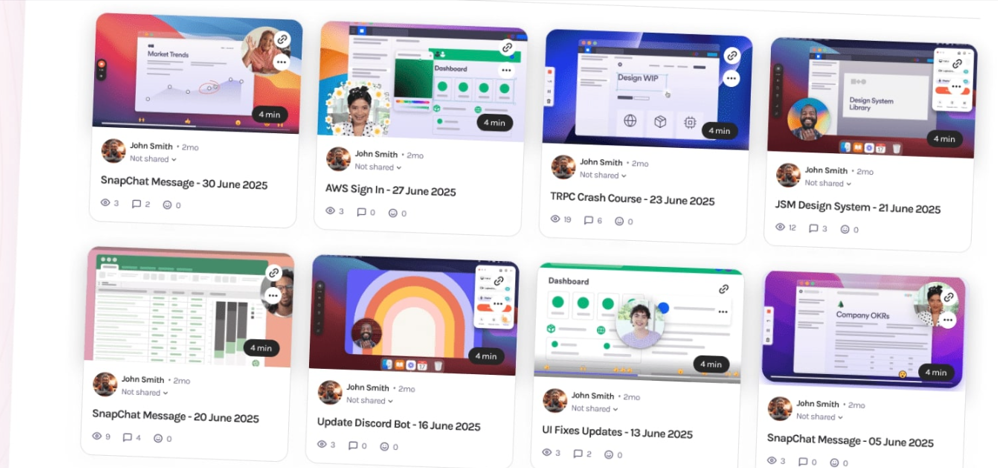 Market Trends
4 min
John Smith • 2mo
Not shared
SnapChat Message - 30 June 2025
3 2 0
Dashboard
4 min
John Smith • 2mo
Not shared
AWS Sign In - 27 June 2025
3 0 0
Design WIP
4 min
John Smith • 2mo
Not shared
TRPC Crash Course - 23 June 2025
19 6 0
Design System
Library
4 min
John Smith • 2mo
Not shared
JSM Design System - 21 June 2025
12 3 0
4 min
John Smith • 2mo
Not shared
SnapChat Message - 20 June 2025
9 4 0
4 min
John Smith • 2mo
Not shared
Update Discord Bot - 16 June 2025
3 0 0
Dashboard
4 min
John Smith • 2mo
Not shared
UI Fixes Updates - 13 June 2025
3 2 0
Company OKRs
4 min
John Smith • 2mo
Not shared
SnapChat Message - 05 June 2025
3 0 0